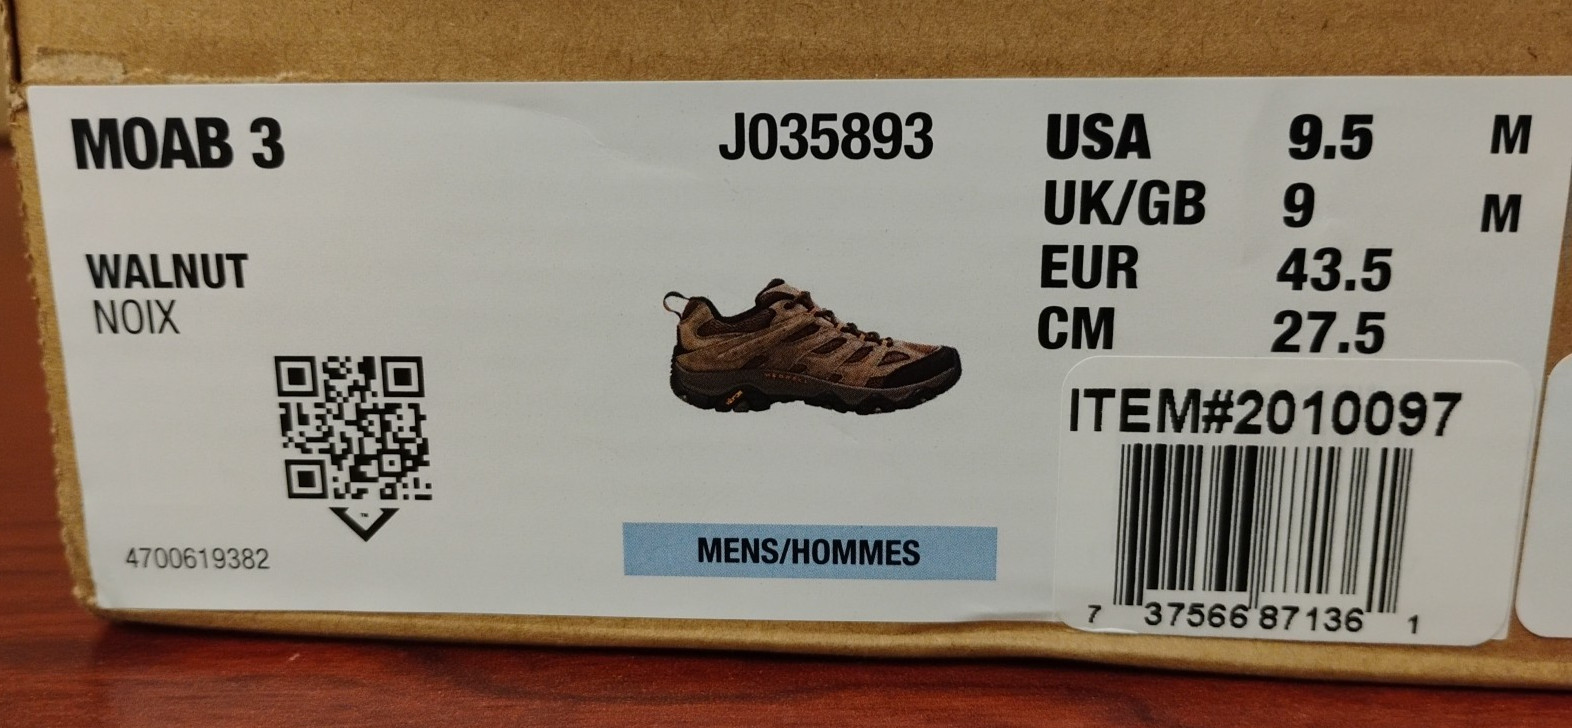 MOAB 3
J035893
USA 9.5 M
UK/GB 9 M
EUR 43.5
CM 27.5
WALNUT
NOIX
4700619382
MENS/HOMMES
ITEM#2010097
7 37566 87136 1